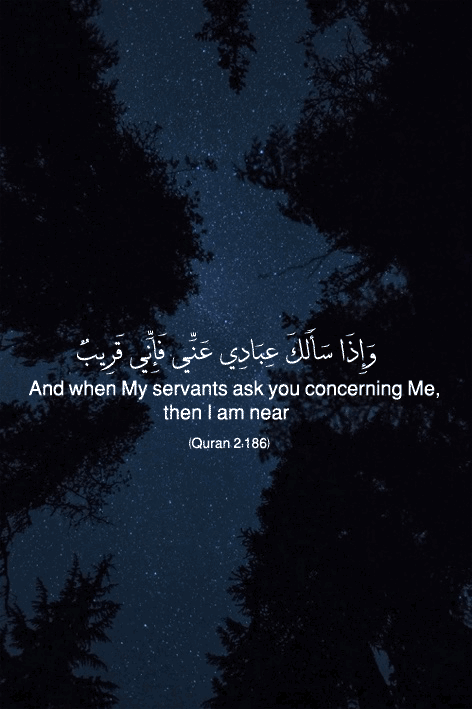 وَإِذَا سَأَلَكَ عِبَادِي عَنِّي فَإِنِّي قَرِيبٌ
And when My servants ask you concerning Me,
then I am near
(Quran 2:186)